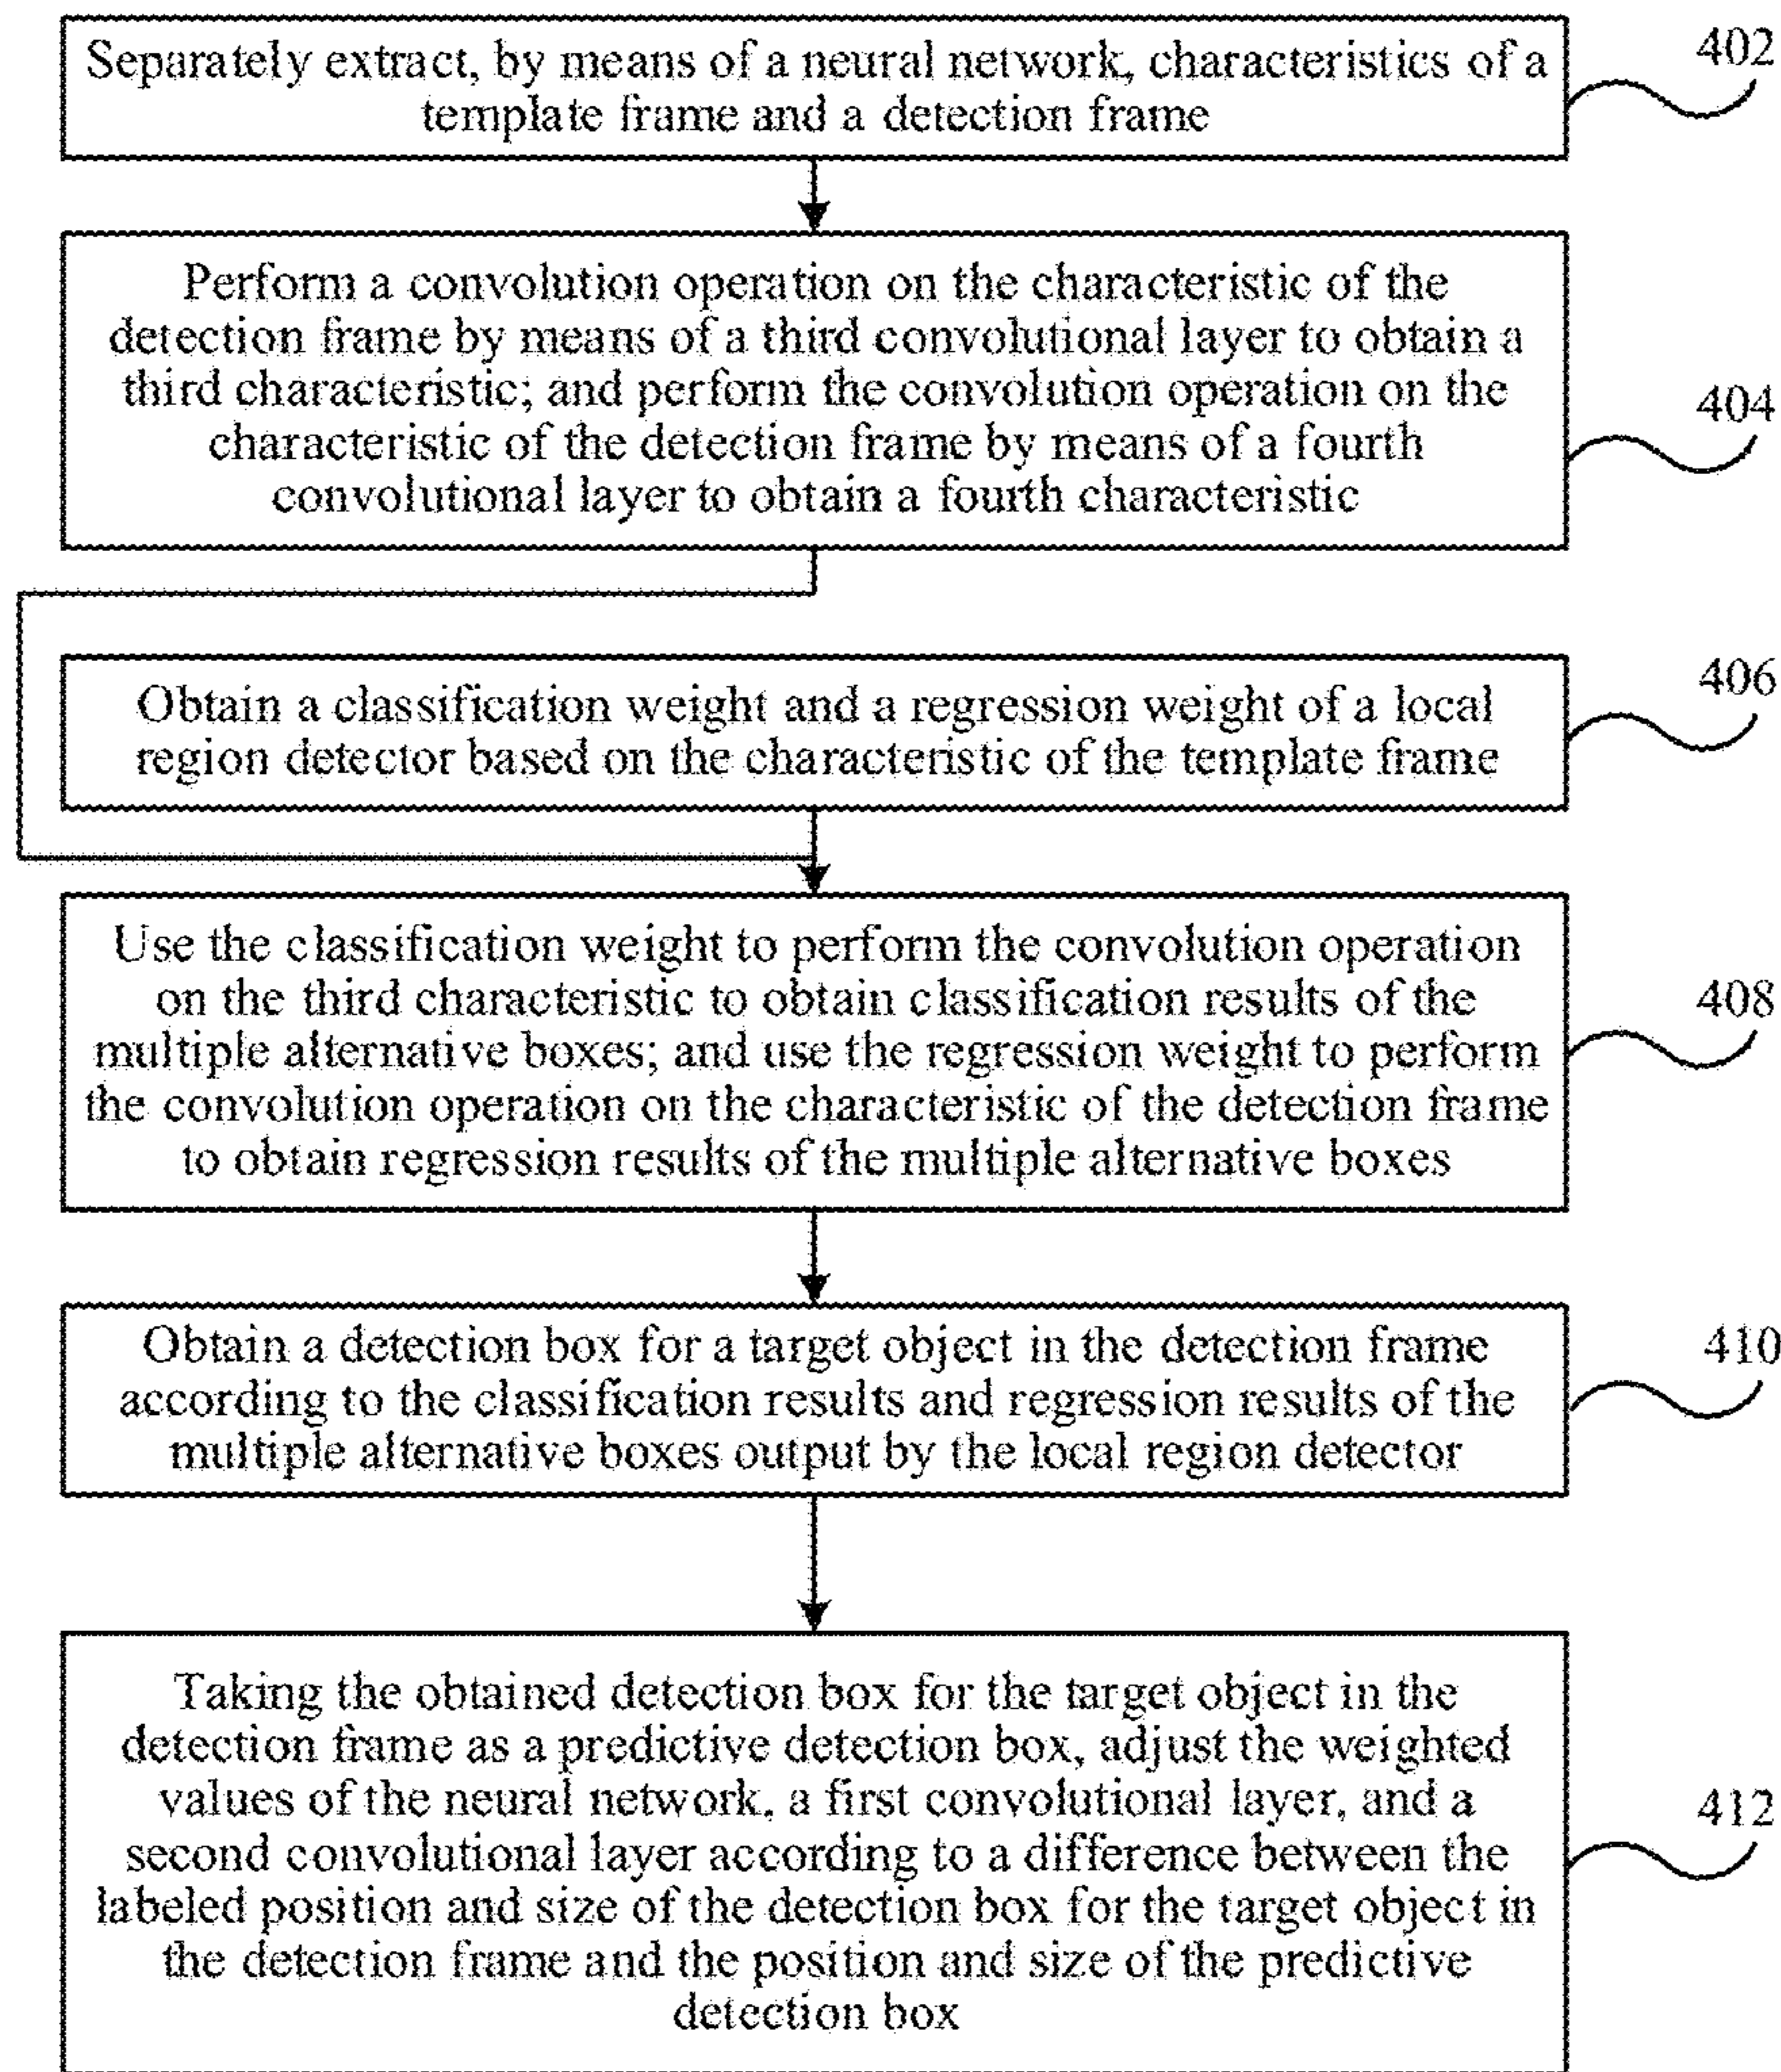 Separately extract, by means of a neural network, characteristics of a
template frame and a detection frame
402
Perform a convolution operation on the characteristic of the
detection frame by means of a third convolutional layer to obtain a
third characteristic; and perform the convolution operation on the
characteristic of the detection frame by means of a fourth
convolutional layer to obtain a fourth characteristic
404
Obtain a classification weight and a regression weight of a local
region detector based on the characteristic of the template frame
406
Use the classification weight to perform the convolution operation
on the third characteristic to obtain classification results of the
multiple alternative boxes; and use the regression weight to perform
the convolution operation on the characteristic of the detection frame
to obtain regression results of the multiple alternative boxes
408
Obtain a detection box for a target object in the detection frame
according to the classification results and regression results of the
multiple alternative boxes output by the local region detector
410
Taking the obtained detection box for the target object in the
detection frame as a predictive detection box, adjust the weighted
values of the neural network, a first convolutional layer, and a
second convolutional layer according to a difference between the
labeled position and size of the detection box for the target object in
the detection frame and the position and size of the predictive
detection box
412